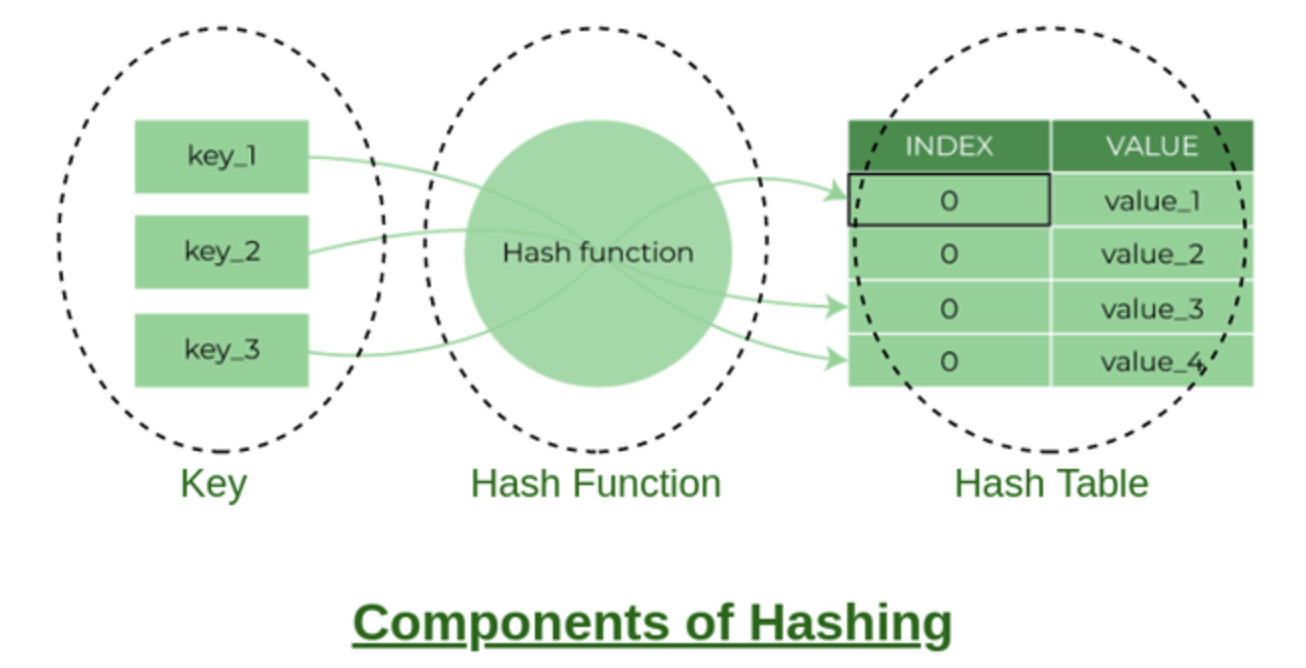 key_1
key_2
key_3
Hash function
INDEX VALUE
0 value_1
0 value_2
0 value_3
0 value_4
Key
Hash Function
Hash Table
Components of Hashing